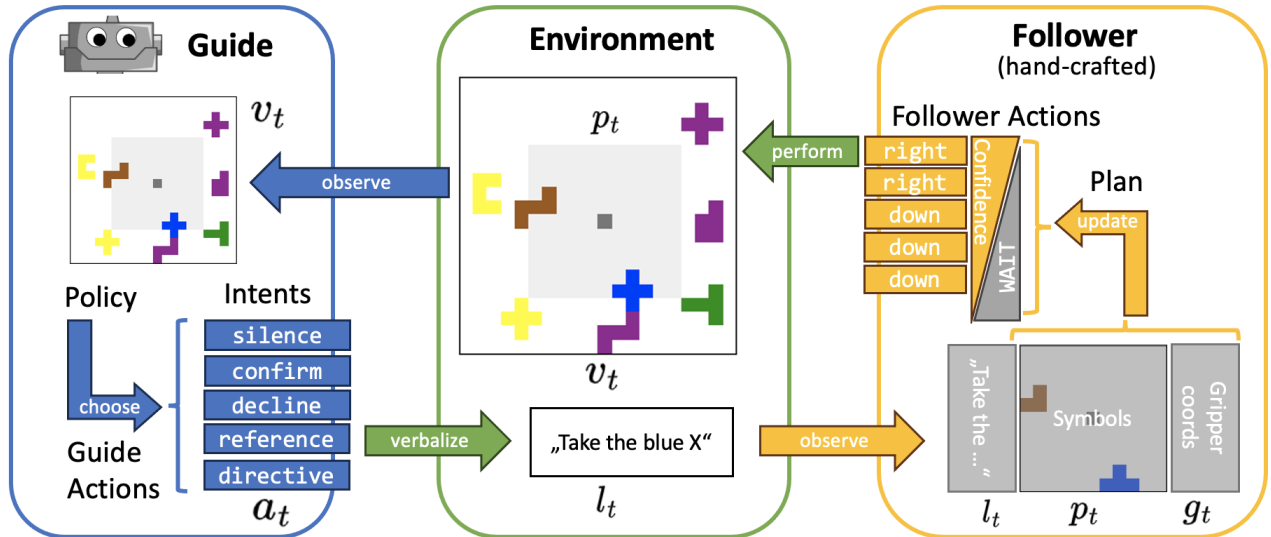 Guide
v_t
observe
Policy
choose
Guide
Actions
Intents
silence
confirm
decline
reference
directive
a_t
verbalize
Environment
p_t
v_t
„Take the blue X“
l_t
perform
observe
Follower
(hand-crafted)
Follower Actions
right
right
down
down
down
Confidence
WAIT
Plan
update
„Take the
...“
Symbols
Gripper
coords
l_t
p_t
g_t